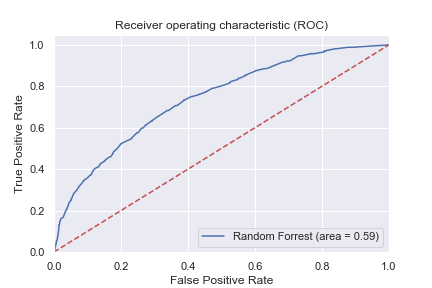 Receiver operating characteristic (ROC)
True Positive Rate
1.0
0.8
0.6
0.4
0.2
0.0
Random Forrest (area = 0.59)
0.0 0.2 0.4 0.6 0.8 1.0
False Positive Rate